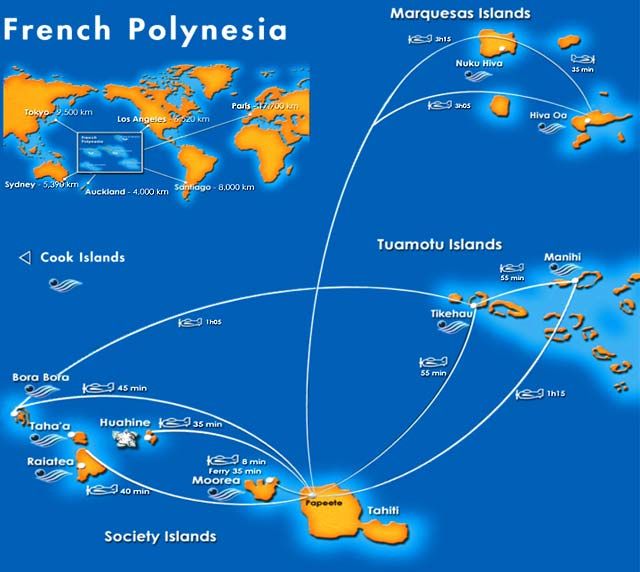 French Polynesia
Marquesas Islands
3h15
Nuku Hiva
35 min
3h05
Hiva Oa
Tokyo - 9,500 km
Los Angeles - 6,520 km
Paris - 17,700 km
French
Polynesia
Sydney - 5,390 km
Auckland - 4,000 km
Santiago - 8,000 km
Cook Islands
Tuamotu Islands
Manihi
55 min
Tikehau
1h05
55 min
1h15
Bora Bora
45 min
Taha'a
Huahine
35 min
Raiatea
8 min
Ferry 35 min
Moorea
40 min
Papeete
Tahiti
Society Islands